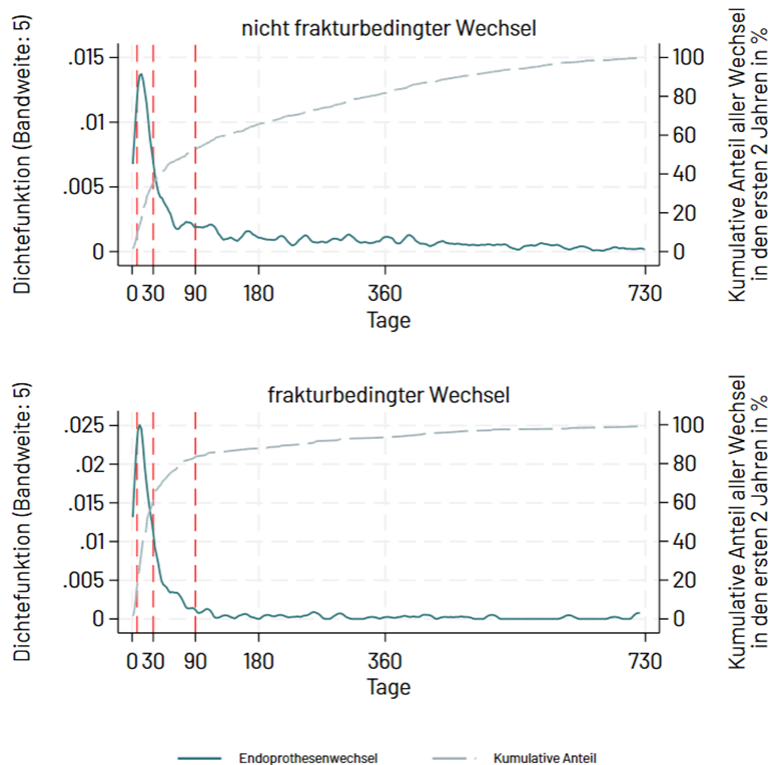 nicht frakturbedingter Wechsel
Dichtefunktion (Bandweite: 5)
.015
.01
.005
0
100
80
60
40
20
0
Kumulative Anteil aller Wechsel
in den ersten 2 Jahren in %
0 30 90 180 360 730
Tage
frakturbedingter Wechsel
Dichtefunktion (Bandweite: 5)
.025
.02
.015
.01
.005
0
100
80
60
40
20
0
Kumulative Anteil aller Wechsel
in den ersten 2 Jahren in %
0 30 90 180 360 730
Tage
Endoprothesenwechsel Kumulative Anteil